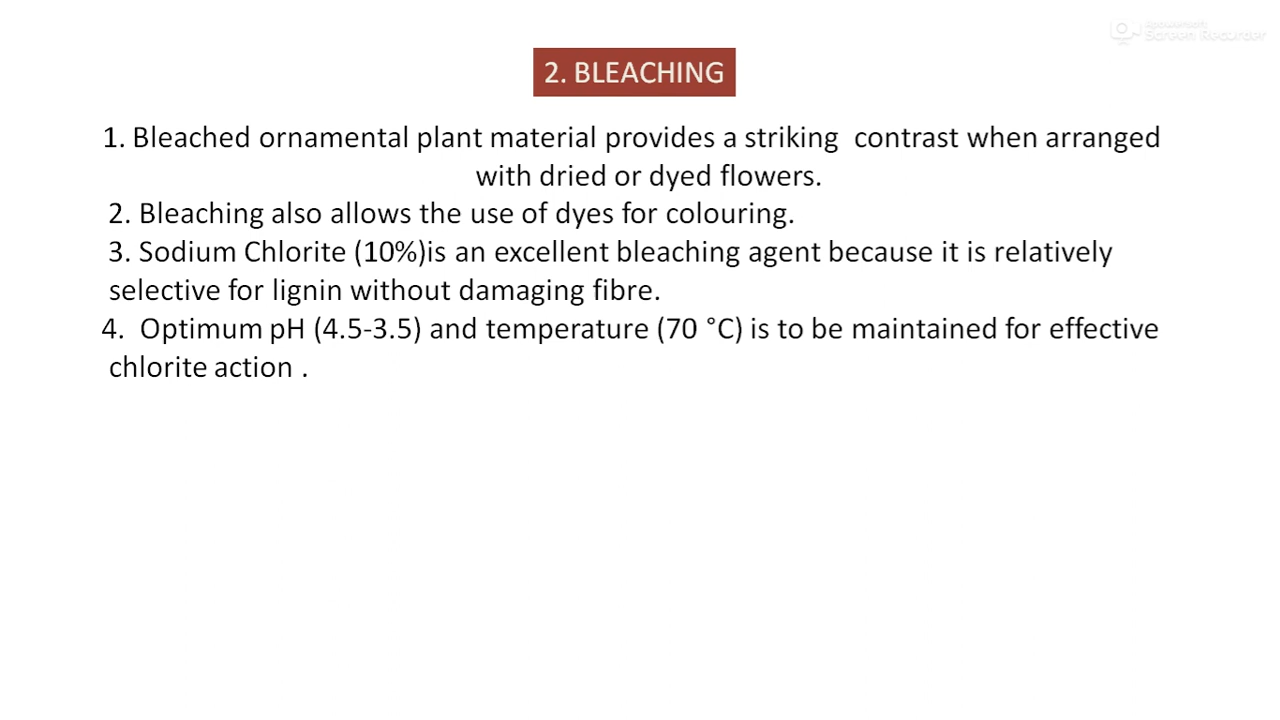 Apowersoft
Screen Recorder
2. BLEACHING
1. Bleached ornamental plant material provides a striking  contrast when arranged
with dried or dyed flowers.
2. Bleaching also allows the use of dyes for colouring.
3. Sodium Chlorite (10%)is an excellent bleaching agent because it is relatively
selective for lignin without damaging fibre.
4.  Optimum pH (4.5-3.5) and temperature (70 °C) is to be maintained for effective
chlorite action .